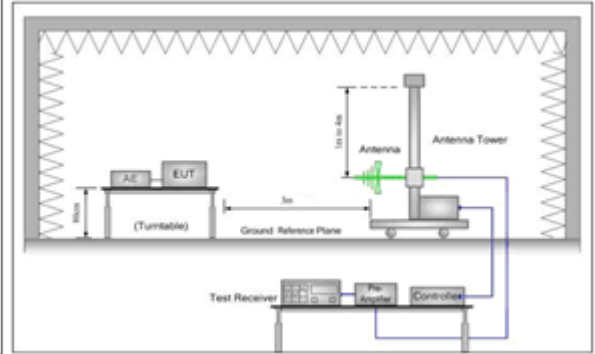 1m to 4m
Antenna
Antenna Tower
AE
EUT
80cm
3m
(Turntable)
Ground Reference Plane
Test Receiver
Pre-
Amplifier
Controller